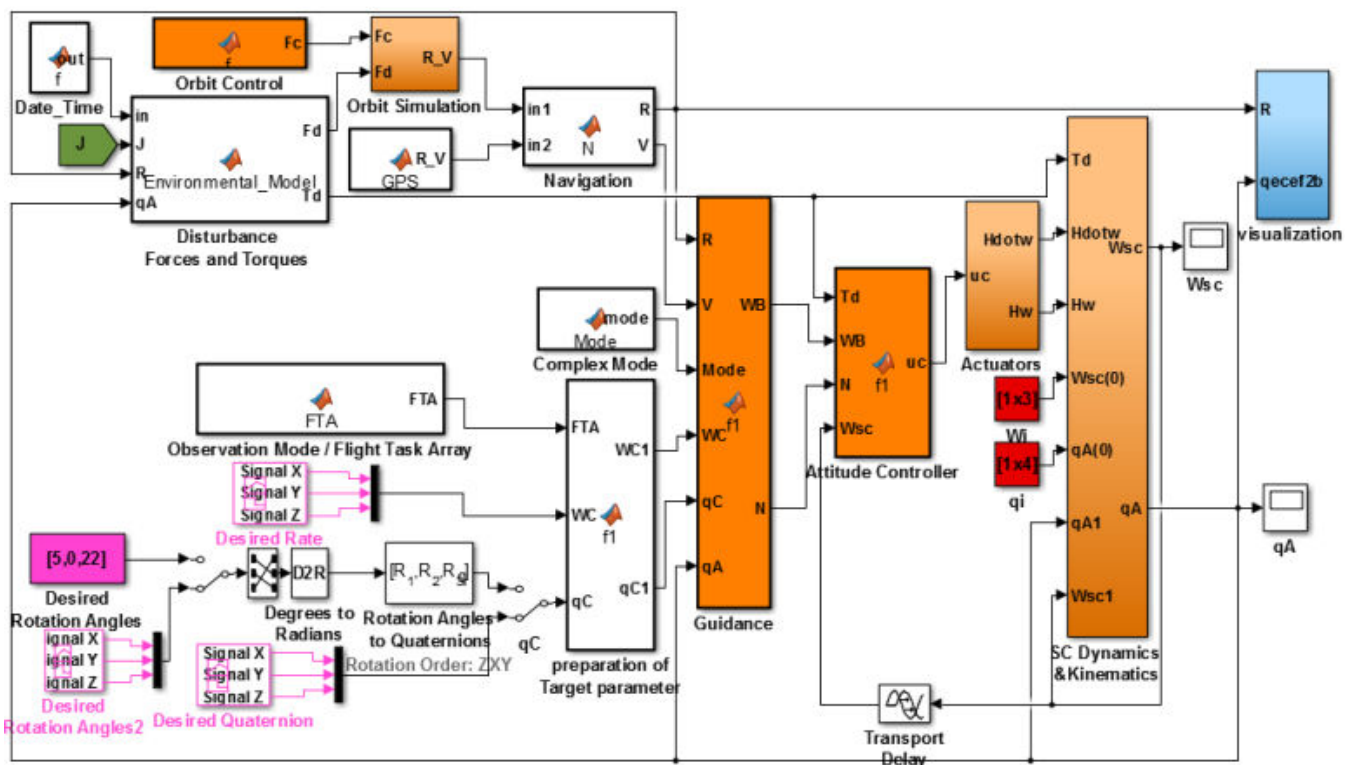 out
f
Date_Time
f
Fc
Orbit Control
Fc
Fd
R_V
Orbit Simulation
in
J
R
qA
Environmental_Model
Fd
Td
Disturbance
Forces and Torques
J
R_V
GPS
in1
in2
N
R
V
Navigation
R
qecef2b
visualization
mode
Mode
Complex Mode
FTA
FTA
Observation Mode / Flight Task Array
R
V
Mode
WC
qC
qA
f1
WB
N
Guidance
Td
WB
N
Wsc
f1
uc
Attitude Controller
uc
Hdotw
Hw
Actuators
[1x3]
Wi
[1x4]
qi
Td
Hdotw
Hw
Wsc(0)
qA(0)
qA1
Wsc1
Wsc
qA
SC Dynamics
&Kinematics
Wsc
qA
Signal X
Signal Y
Signal Z
Desired Rate
FTA
WC
qC
f1
WC1
qC1
preparation of
Target parameter
[5,0,22]
Desired
Rotation Angles
D2R
Degrees to
Radians
Rotation Angles
to Quaternions
Rotation Order: ZXY
qC
ignal X
ignal Y
ignal Z
Desired
Rotation Angles2
Signal X
Signal Y
Signal Z
Desired Quaternion
Transport
Delay